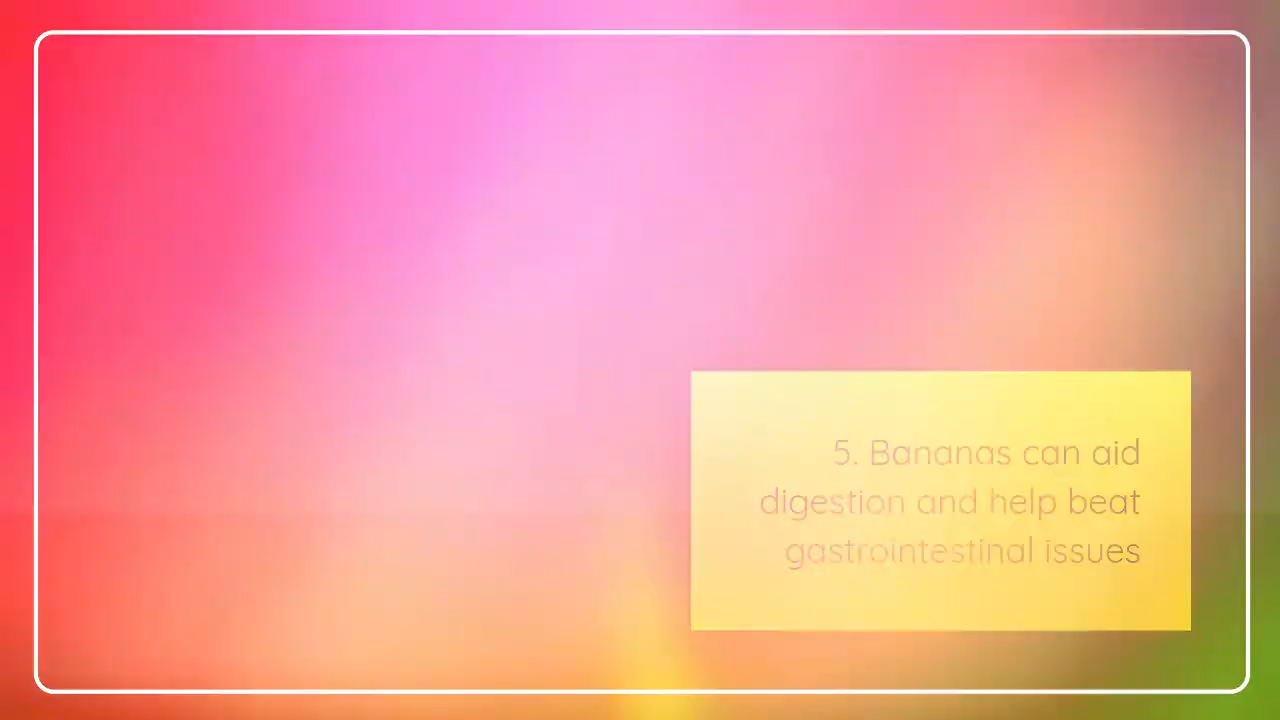 5. Bananas can aid
digestion and help beat
gastrointestinal issues